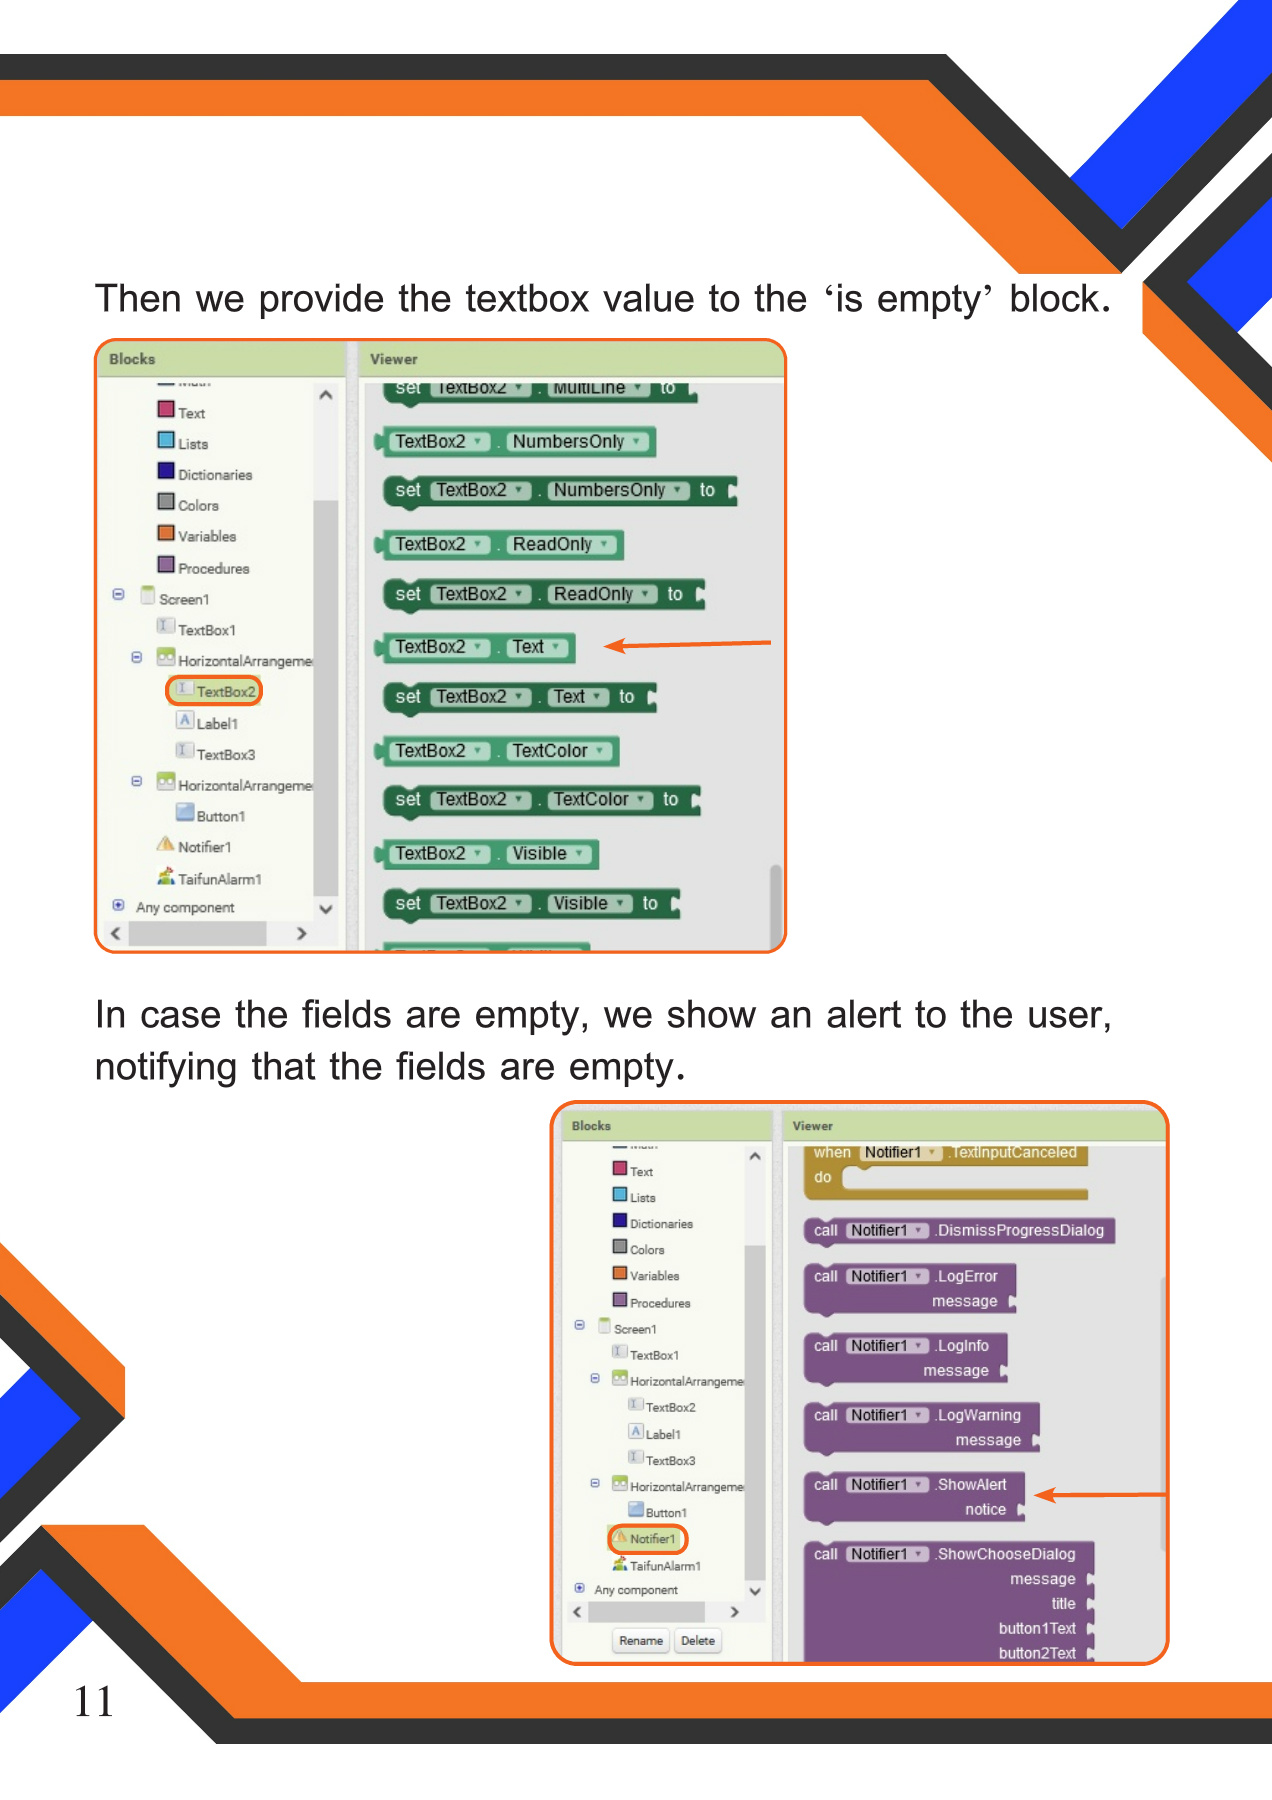 Then we provide the textbox value to the ‘is empty’ block.
Blocks
Viewer
Math
Text
Lists
Dictionaries
Colors
Variables
Procedures
Screen1
TextBox1
HorizontalArrangeme
TextBox2
Label1
TextBox3
HorizontalArrangeme
Button1
Notifier1
TaifunAlarm1
Any component
set TextBox2 . MultiLine to
TextBox2 . NumbersOnly
set TextBox2 . NumbersOnly to
TextBox2 . ReadOnly
set TextBox2 . ReadOnly to
TextBox2 . Text
set TextBox2 . Text to
TextBox2 . TextColor
set TextBox2 . TextColor to
TextBox2 . Visible
set TextBox2 . Visible to
In case the fields are empty, we show an alert to the user,
notifying that the fields are empty.
Blocks
Viewer
Text
Lists
Dictionaries
Colors
Variables
Procedures
Screen1
TextBox1
HorizontalArrangeme
TextBox2
Label1
TextBox3
HorizontalArrangeme
Button1
Notifier1
TaifunAlarm1
Any component
Rename Delete
when Notifier1 .TextInputCanceled
do
call Notifier1 .DismissProgressDialog
call Notifier1 .LogError
message
call Notifier1 .LogInfo
message
call Notifier1 .LogWarning
message
call Notifier1 .ShowAlert
notice
call Notifier1 .ShowChooseDialog
message
title
button1Text
button2Text
11